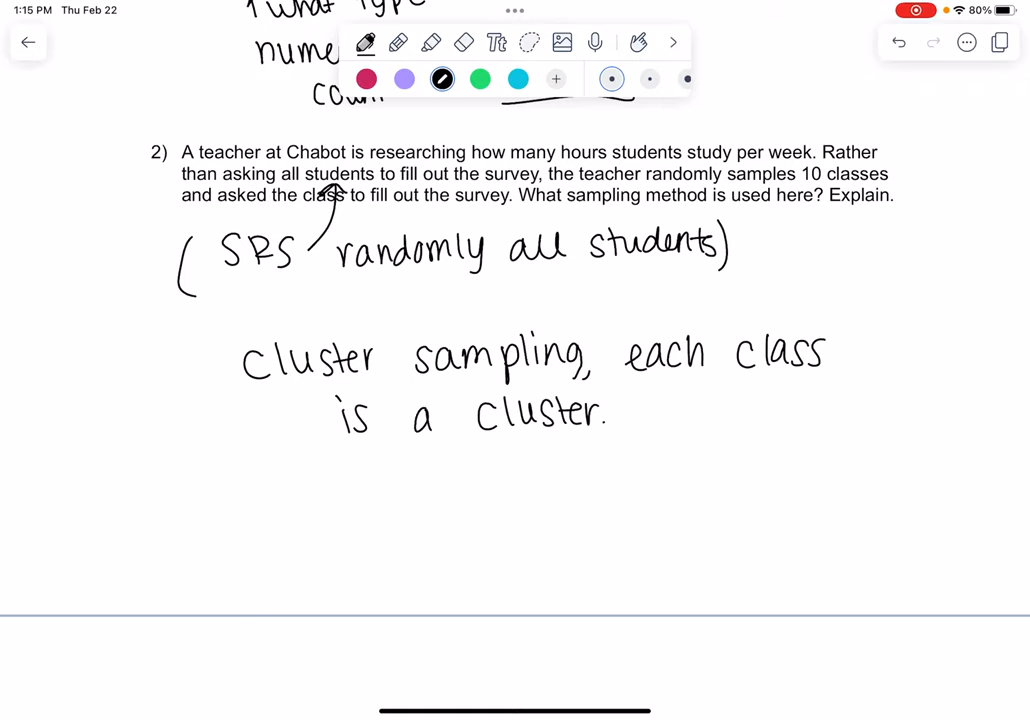 1:15 PM Thu Feb 22 80%
what type
Tt
2) A teacher at Chabot is researching how many hours students study per week. Rather
than asking all students to fill out the survey, the teacher randomly samples 10 classes
and asked the class to fill out the survey. What sampling method is used here? Explain.
( SRS randomly all students)
cluster sampling, each class
is a cluster.